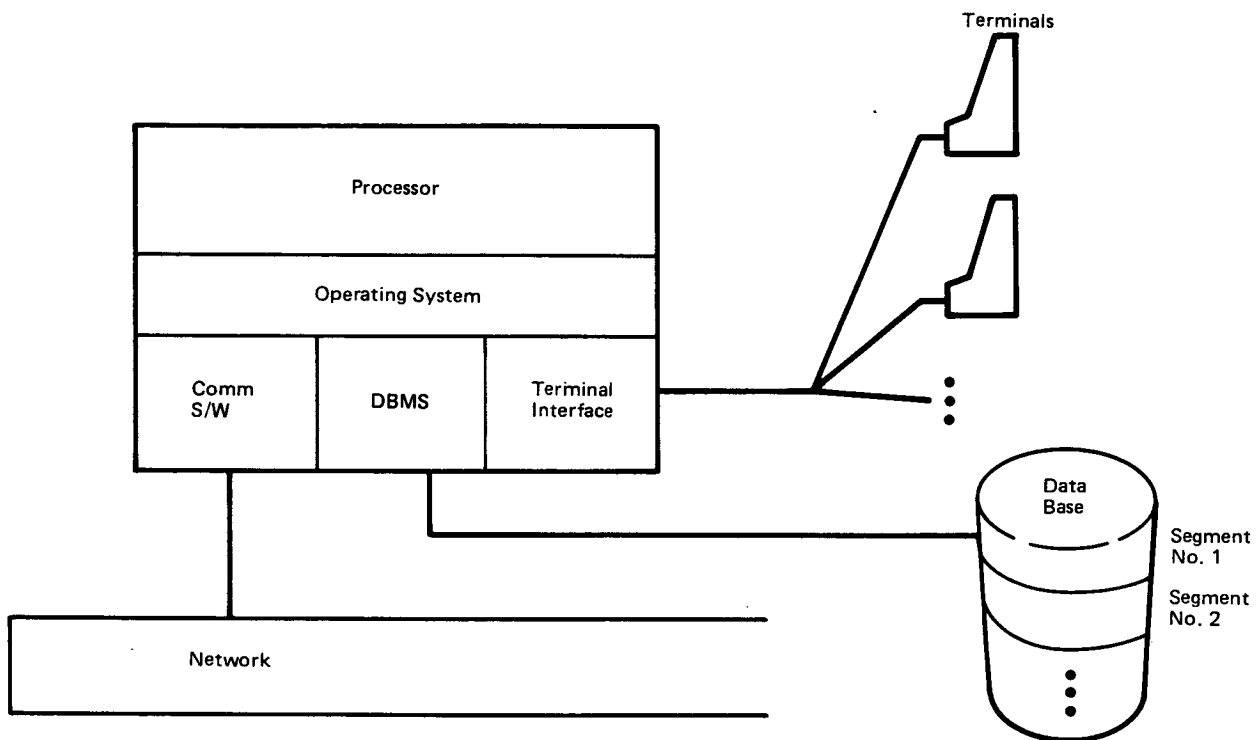 Terminals
Processor
Operating System
Comm
S/W
DBMS
Terminal
Interface
Data
Base
Segment
No. 1
Segment
No. 2
Network